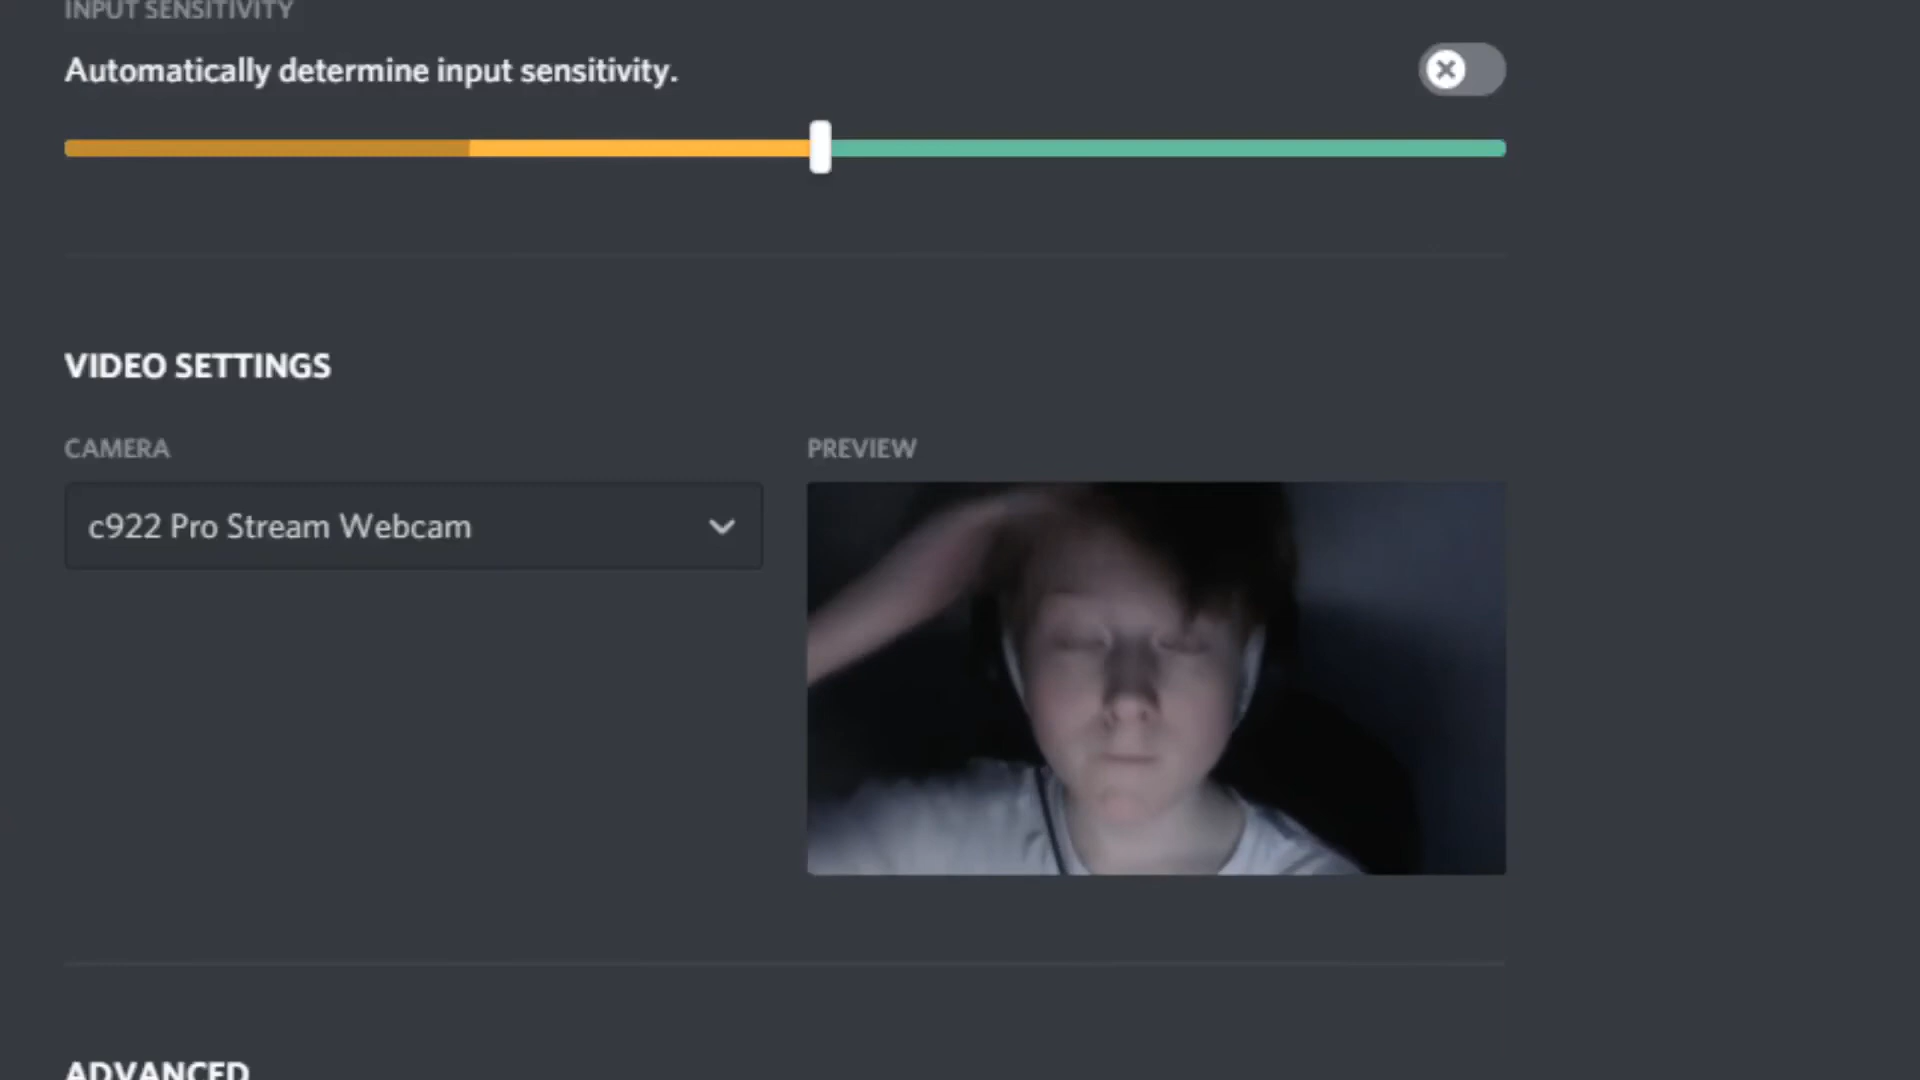 INPUT SENSITIVITY
Automatically determine input sensitivity.
VIDEO SETTINGS
CAMERA
PREVIEW
c922 Pro Stream Webcam
ADVANCED